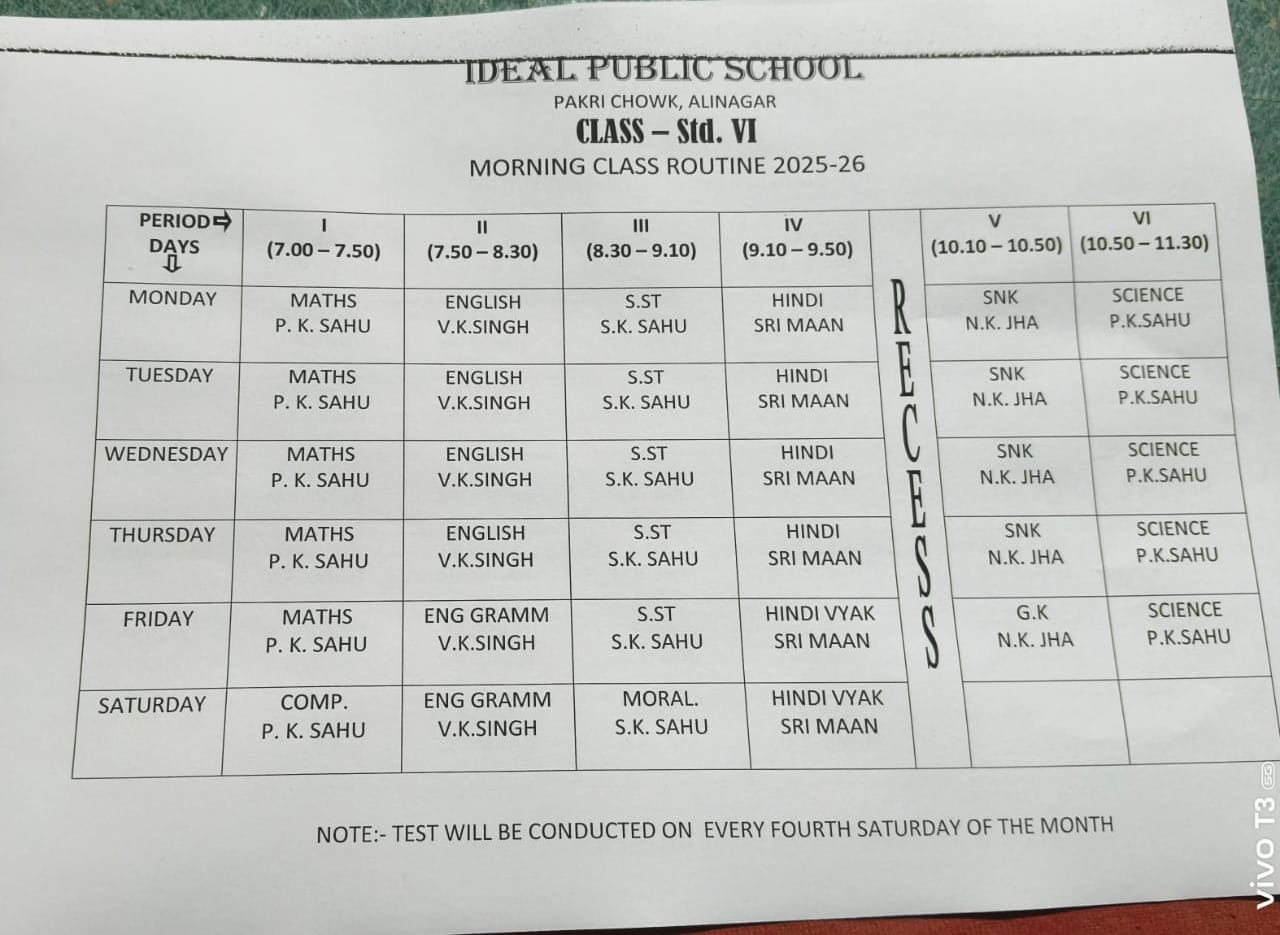 IDEAL PUBLIC SCHOOL
PAKRI CHOWK, ALINAGAR
CLASS – Std. VI
MORNING CLASS ROUTINE 2025-26
PERIOD⇨ I II III IV V VI
DAYS (7.00 – 7.50) (7.50 – 8.30) (8.30 – 9.10) (9.10 – 9.50) (10.10 – 10.50) (10.50 – 11.30)
⇩
RECESS
MONDAY MATHS ENGLISH S.ST HINDI SNK SCIENCE
P. K. SAHU V.K.SINGH S.K. SAHU SRI MAAN N.K. JHA P.K.SAHU
TUESDAY MATHS ENGLISH S.ST HINDI SNK SCIENCE
P. K. SAHU V.K.SINGH S.K. SAHU SRI MAAN N.K. JHA P.K.SAHU
WEDNESDAY MATHS ENGLISH S.ST HINDI SNK SCIENCE
P. K. SAHU V.K.SINGH S.K. SAHU SRI MAAN N.K. JHA P.K.SAHU
THURSDAY MATHS ENGLISH S.ST HINDI SNK SCIENCE
P. K. SAHU V.K.SINGH S.K. SAHU SRI MAAN N.K. JHA P.K.SAHU
FRIDAY MATHS ENG GRAMM S.ST HINDI VYAK G.K SCIENCE
P. K. SAHU V.K.SINGH S.K. SAHU SRI MAAN N.K. JHA P.K.SAHU
SATURDAY COMP. ENG GRAMM MORAL. HINDI VYAK
P. K. SAHU V.K.SINGH S.K. SAHU SRI MAAN
NOTE:- TEST WILL BE CONDUCTED ON EVERY FOURTH SATURDAY OF THE MONTH
vivo T3 5G